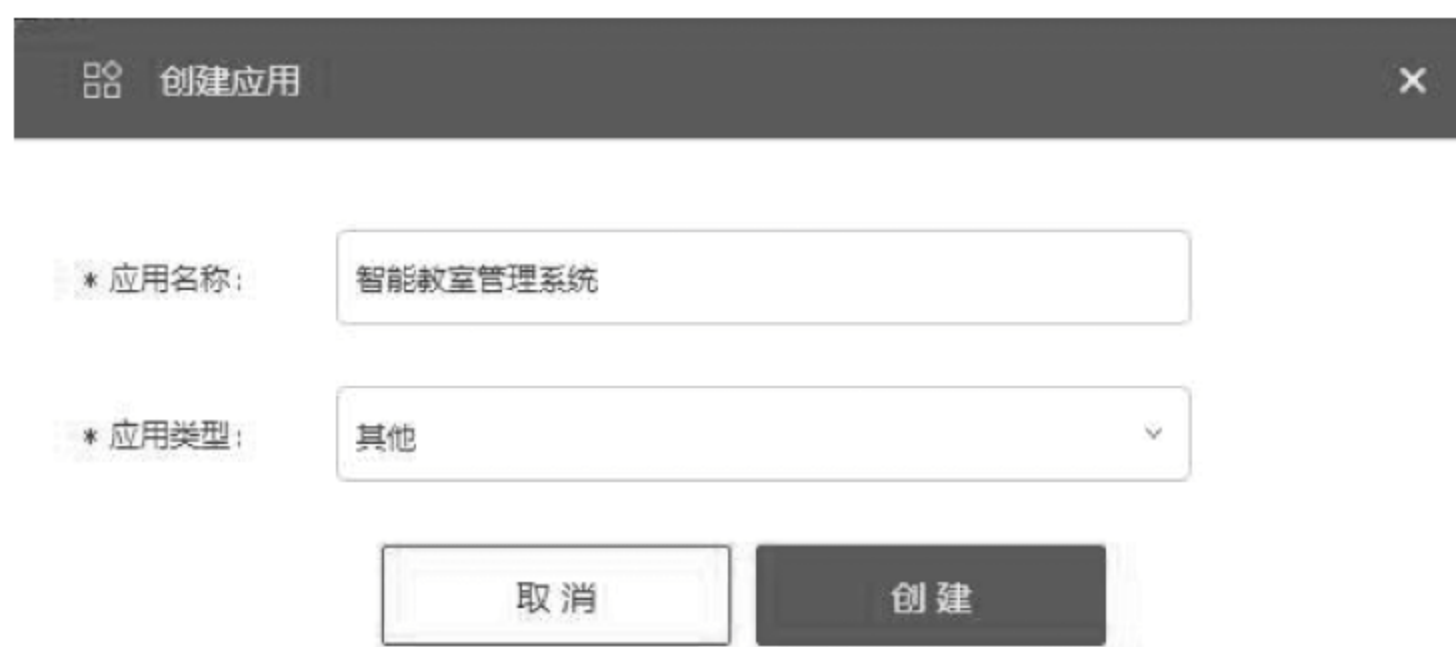 创建应用
* 应用名称:
智能教室管理系统
* 应用类型:
其他
取消
创建